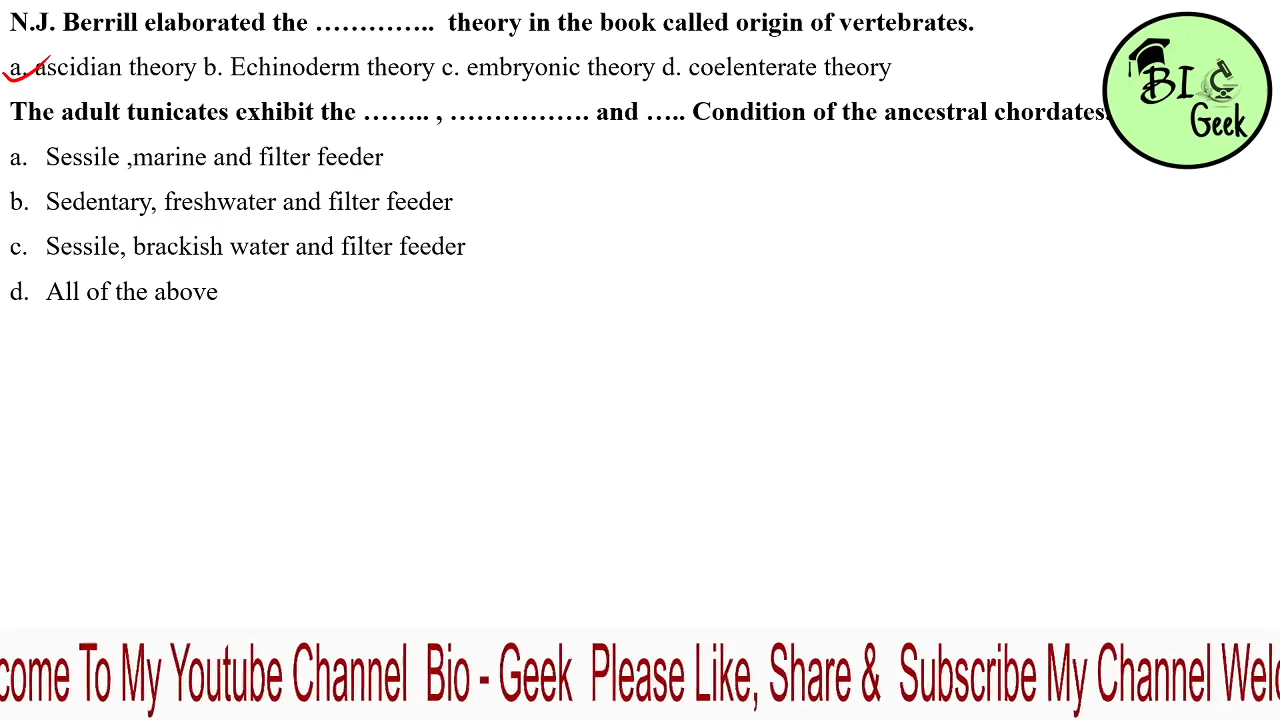 N.J. Berrill elaborated the ………….. theory in the book called origin of vertebrates.
a. ascidian theory b. Echinoderm theory c. embryonic theory d. coelenterate theory
The adult tunicates exhibit the …….. , ……………. and ….. Condition of the ancestral chordates.
a. Sessile ,marine and filter feeder
b. Sedentary, freshwater and filter feeder
c. Sessile, brackish water and filter feeder
d. All of the above
BI Geek
come To My Youtube Channel Bio - Geek Please Like, Share & Subscribe My Channel Welc